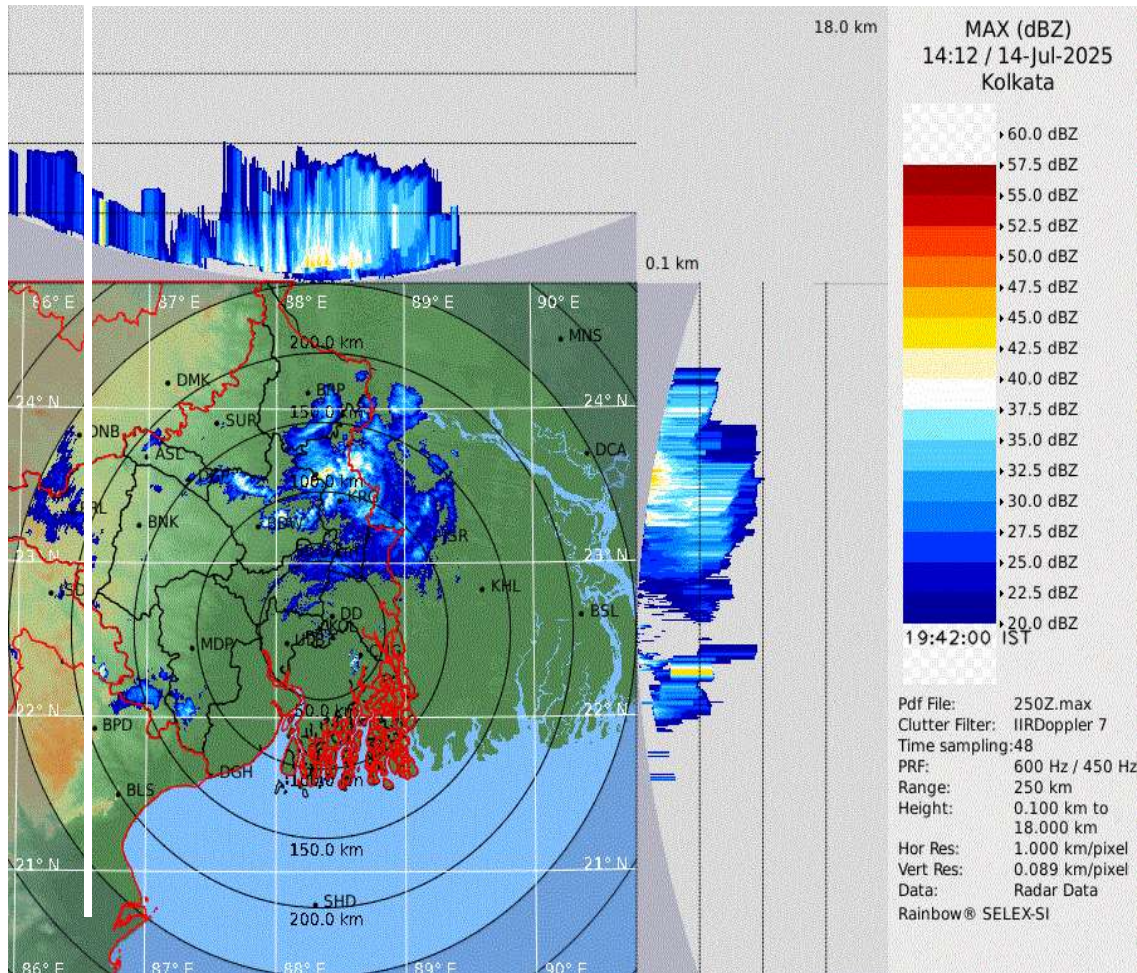 18.0 km
0.1 km
MAX (dBZ)
14:12 / 14-Jul-2025
Kolkata
60.0 dBZ
57.5 dBZ
55.0 dBZ
52.5 dBZ
50.0 dBZ
47.5 dBZ
45.0 dBZ
42.5 dBZ
40.0 dBZ
37.5 dBZ
35.0 dBZ
32.5 dBZ
30.0 dBZ
27.5 dBZ
25.0 dBZ
22.5 dBZ
20.0 dBZ
19:42:00 IST
Pdf File: 250Z.max
Clutter Filter: IIRDoppler 7
Time sampling:48
PRF: 600 Hz / 450 Hz
Range: 250 km
Height: 0.100 km to
18.000 km
Hor Res: 1.000 km/pixel
Vert Res: 0.089 km/pixel
Data: Radar Data
Rainbow® SELEX-SI
86° E 87° E 88° E 89° E 90° E
MNS
200.0 km
DMK
24° N 24° N
150.0 km
SUR
DCA
ASL
100.0 km
KRG
BNK
23° N 23° N
KHL
BSL
DD
KOL
MDP
22° N 22° N
50.0 km
BPD
DGH
100.0 km
BLS
150.0 km
21° N 21° N
SHD
200.0 km
86° E 87° E 88° E 89° E 90° E